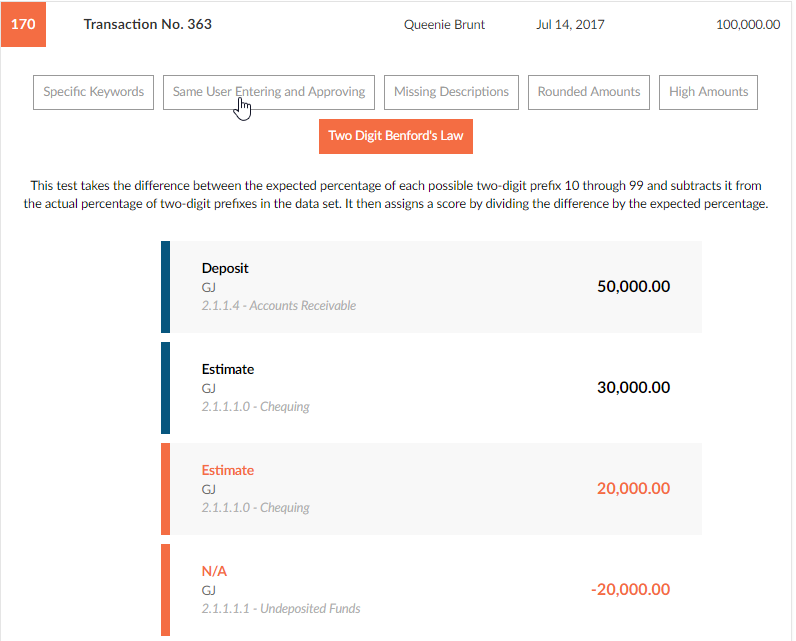 170 Transaction No. 363 Queenie Brunt Jul 14, 2017 100,000.00
Specific Keywords Same User Entering and Approving Missing Descriptions Rounded Amounts High Amounts
Two Digit Benford's Law
This test takes the difference between the expected percentage of each possible two-digit prefix 10 through 99 and subtracts it from
the actual percentage of two-digit prefixes in the data set. It then assigns a score by dividing the difference by the expected percentage.
Deposit
GJ 50,000.00
2.1.1.4 - Accounts Receivable
Estimate
GJ 30,000.00
2.1.1.1.0 - Chequing
Estimate
GJ 20,000.00
2.1.1.1.0 - Chequing
N/A
GJ -20,000.00
2.1.1.1.1 - Undeposited Funds